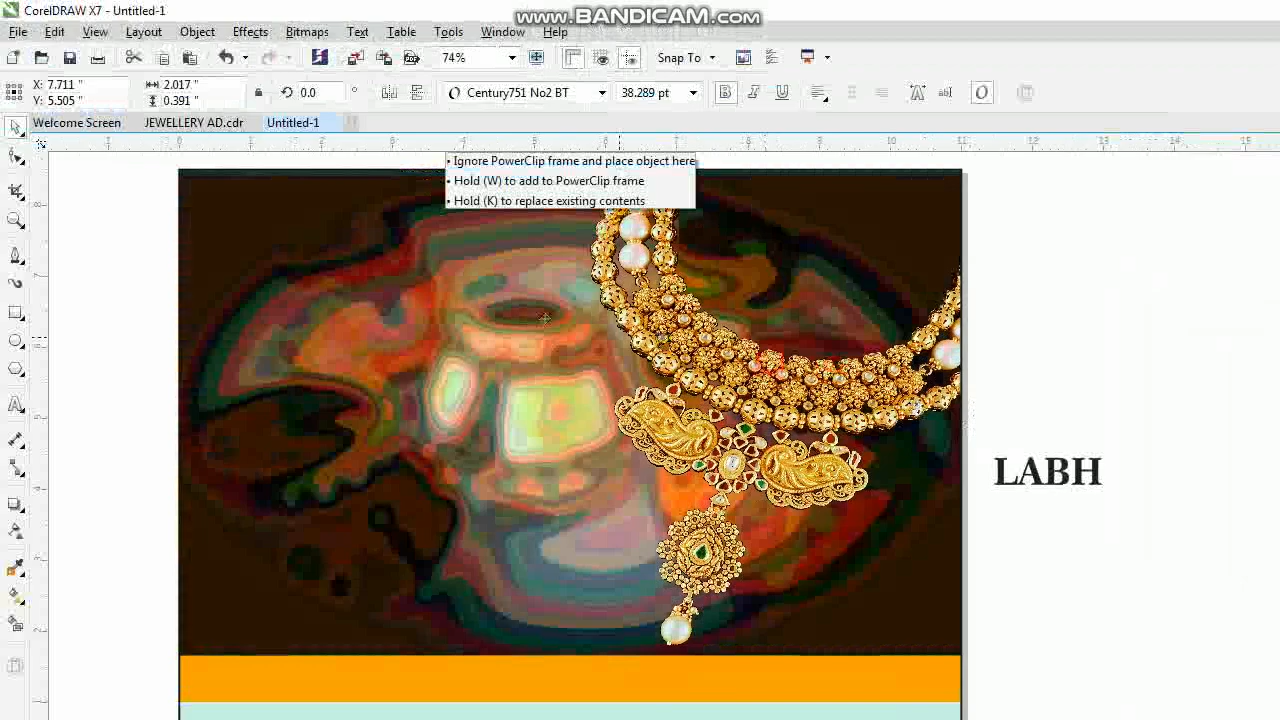 CorelDRAW X7 - Untitled-1
www.BANDICAM.com
File Edit View Layout Object Effects Bitmaps Text Table Tools Window Help
74% Snap To
X: 7.711 " 2.017 " 0.0 ° Century751 No2 BT 38.289 pt
Y: 5.505 " 0.391 "
Welcome Screen JEWELLERY AD.cdr Untitled-1
• Ignore PowerClip frame and place object here
• Hold (W) to add to PowerClip frame
• Hold (K) to replace existing contents
LABH